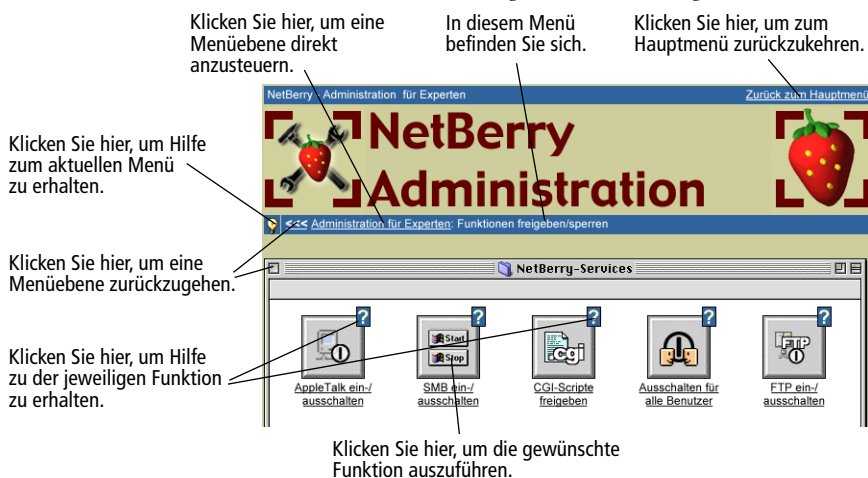 Klicken Sie hier, um eine
Menüebene direkt
anzusteuern.
In diesem Menü
befinden Sie sich.
Klicken Sie hier, um zum
Hauptmenü zurückzukehren.
NetBerry - Administration für Experten
Zurück zum Hauptmenü
NetBerry
Administration
Klicken Sie hier, um Hilfe
zum aktuellen Menü
zu erhalten.
<<< Administration für Experten: Funktionen freigeben/sperren
Klicken Sie hier, um eine
Menüebene zurückzugehen.
NetBerry-Services
Klicken Sie hier, um Hilfe
zu der jeweiligen Funktion
zu erhalten.
?
?
?
?
?
Start
Stop
cgi
FTP
AppleTalk ein-/
ausschalten
SMB ein-/
ausschalten
CGI-Scripte
freigeben
Ausschalten für
alle Benutzer
FTP ein-/
ausschalten
Klicken Sie hier, um die gewünschte
Funktion auszuführen.